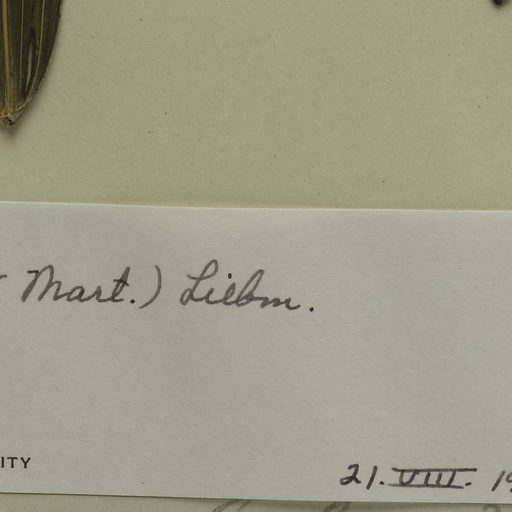 Mart.) Liebm.
ITY
21. VIII. 19